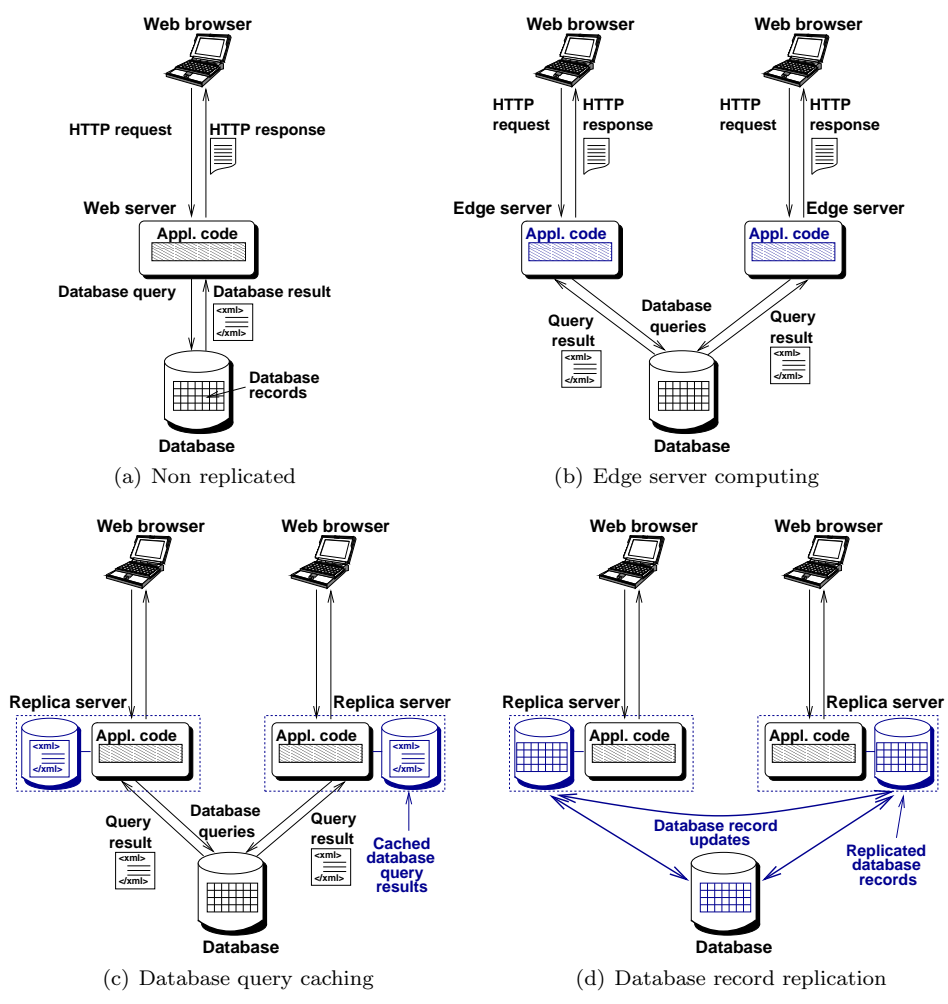 Web browser
HTTP request
HTTP response
Web server
Appl. code
Database query
Database result
<xml>
</xml>
Database
records
Database
(a) Non replicated
Web browser
Web browser
HTTP
request
HTTP
response
HTTP
request
HTTP
response
Edge server
Edge server
Appl. code
Appl. code
Database
queries
Query
result
<xml>
</xml>
Query
result
<xml>
</xml>
Database
(b) Edge server computing
Web browser
Web browser
Replica server
Replica server
<xml>
</xml>
Appl. code
Appl. code
<xml>
</xml>
Query
result
<xml>
</xml>
Database
queries
Query
result
<xml>
</xml>
Cached
database
query
results
Database
(c) Database query caching
Web browser
Web browser
Replica server
Replica server
Appl. code
Appl. code
Database record
updates
Replicated
database
records
Database
(d) Database record replication